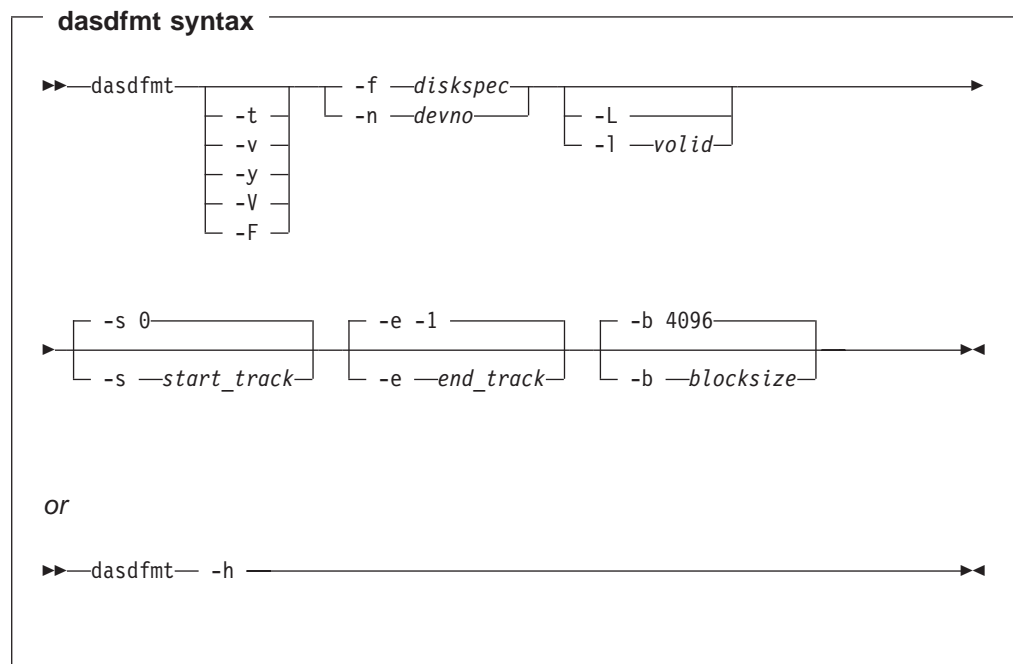 dasdfmt syntax
dasdfmt -f diskspec
-t -n devno -L
-v -l volid
-y
-V
-F
-s 0 -e -1 -b 4096
-s start_track -e end_track -b blocksize
or
dasdfmt -h